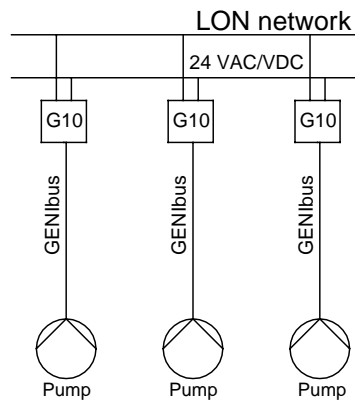 LON network
24 VAC/VDC
G10 G10 G10
GENIbus GENIbus GENIbus
Pump Pump Pump